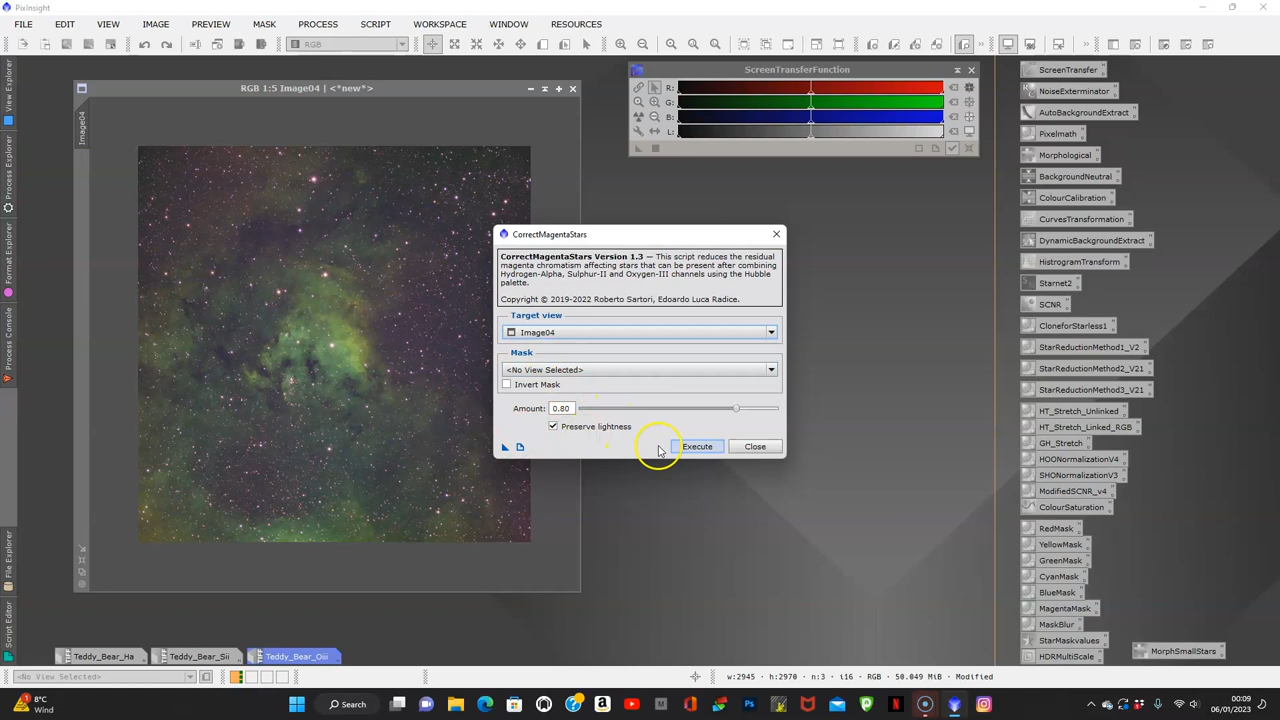 PixInsight
FILE EDIT VIEW IMAGE PREVIEW MASK PROCESS SCRIPT WORKSPACE WINDOW RESOURCES
RGB
View Explorer
Process Explorer
Format Explorer
Process Console
File Explorer
Script Editor
RGB 1:5 Image04 | <*new*>
Image04
ScreenTransferFunction
R:
G:
B:
L:
CorrectMagentaStars
CorrectMagentaStars Version 1.3 — This script reduces the residual
magenta chromatism affecting stars that can be present after combining
Hydrogen-Alpha, Sulphur-II and Oxygen-III channels using the Hubble
palette.
Copyright © 2019-2022 Roberto Sartori, Edoardo Luca Radice.
Target view
Image04
Mask
<No View Selected>
Invert Mask
Amount: 0.80
Preserve lightness
Execute Close
ScreenTransfer
NoiseExterminator
AutoBackgroundExtract
Pixelmath
Morphological
BackgroundNeutral
ColourCalibration
CurvesTransformation
DynamicBackgroundExtract
HistrogramTransform
Starnet2
SCNR
CloneforStarless1
StarReductionMethod1_V2
StarReductionMethod2_V21
StarReductionMethod3_V21
HT_Stretch_Unlinked
HT_Stretch_Linked_RGB
GH_Stretch
HOONormalizationV4
SHONormalizationV3
ModifiedSCNR_v4
ColourSaturation
RedMask
YellowMask
GreenMask
CyanMask
BlueMask
MagentaMask
MaskBlur
StarMaskvalues
HDRMultiScale
MorphSmallStars
Teddy_Bear_Ha Teddy_Bear_Sii Teddy_Bear_Oiii
<No View Selected>
w:2945 · h:2970 · n:3 · i16 · RGB · 50.049 MiB · Modified
8°C
Wind
Search
00:09
06/01/2023